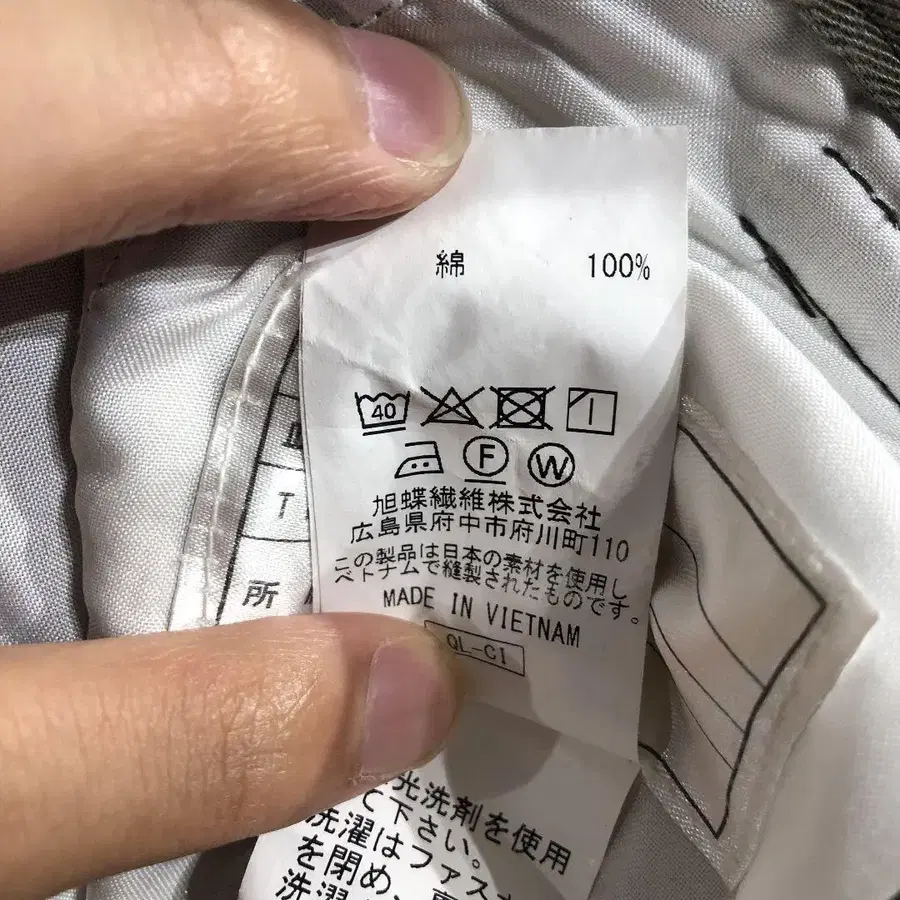 綿 100%
40
F W
旭蝶繊維株式会社
広島県府中市府川町110
この製品は日本の素材を使用し
ベトナムで縫製されたものです。
MADE IN VIETNAM
QL-C1
T
所
光洗剤を使用
て下さい。
洗濯はファス
を閉め、
洗濯